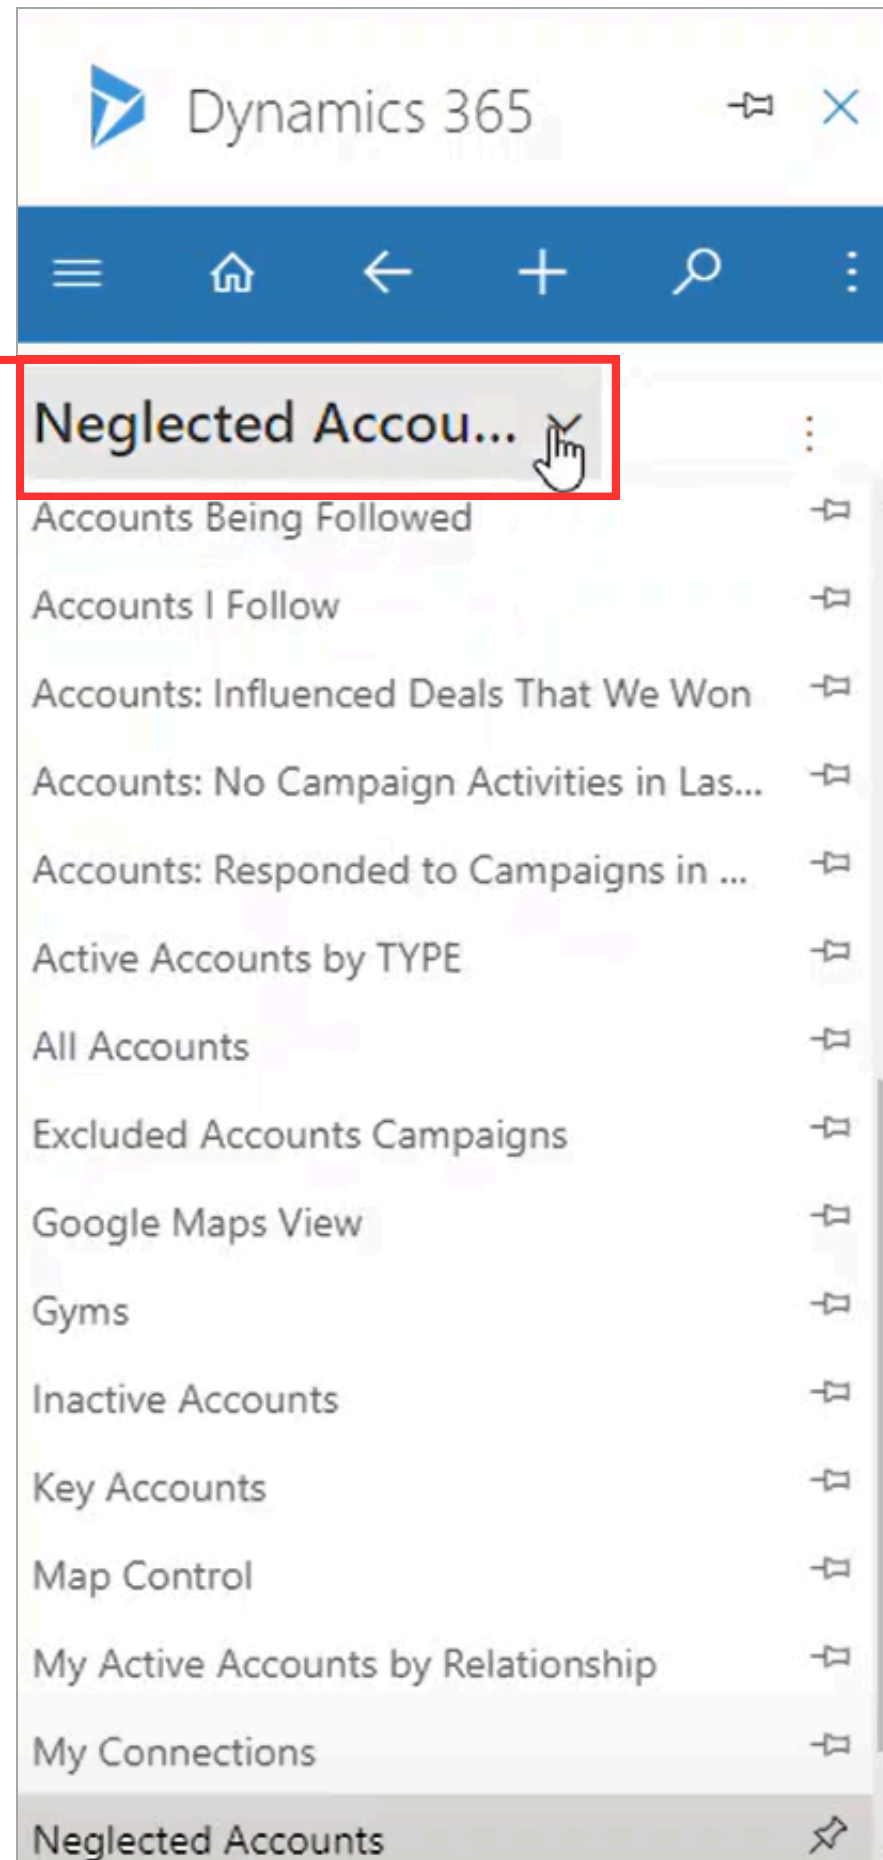 Dynamics 365
Neglected Accou...
Accounts Being Followed
Accounts I Follow
Accounts: Influenced Deals That We Won
Accounts: No Campaign Activities in Las...
Accounts: Responded to Campaigns in ...
Active Accounts by TYPE
All Accounts
Excluded Accounts Campaigns
Google Maps View
Gyms
Inactive Accounts
Key Accounts
Map Control
My Active Accounts by Relationship
My Connections
Neglected Accounts